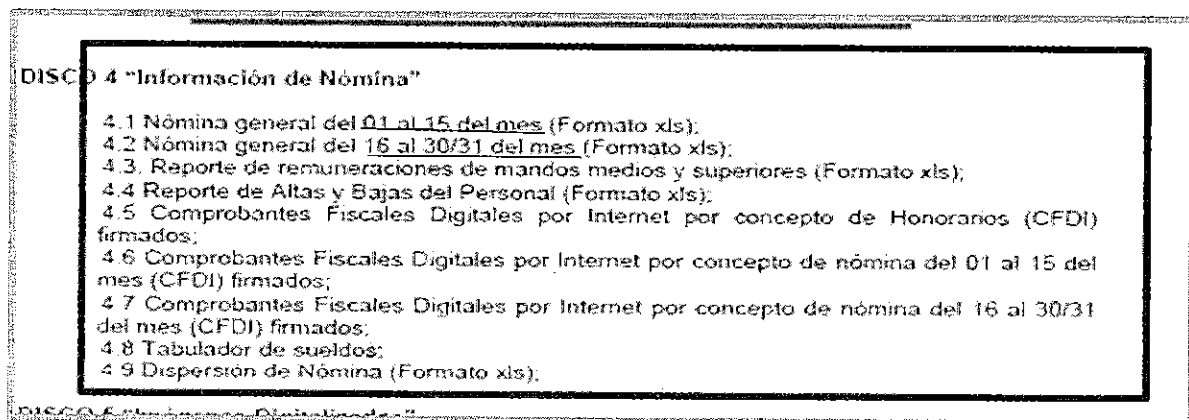 DISCO 4 "Información de Nómina"
4.1 Nómina general del 01 al 15 del mes (Formato xls);
4.2 Nómina general del 16 al 30/31 del mes (Formato xls);
4.3. Reporte de remuneraciones de mandos medios y superiores (Formato xls);
4.4 Reporte de Altas y Bajas del Personal (Formato xls);
4.5 Comprobantes Fiscales Digitales por Internet por concepto de Honorarios (CFDI)
firmados;
4.6 Comprobantes Fiscales Digitales por Internet por concepto de nómina del 01 al 15 del
mes (CFDI) firmados;
4.7 Comprobantes Fiscales Digitales por Internet por concepto de nómina del 16 al 30/31
del mes (CFDI) firmados;
4.8 Tabulador de sueldos;
4.9 Dispersión de Nómina (Formato xls);
DISCO